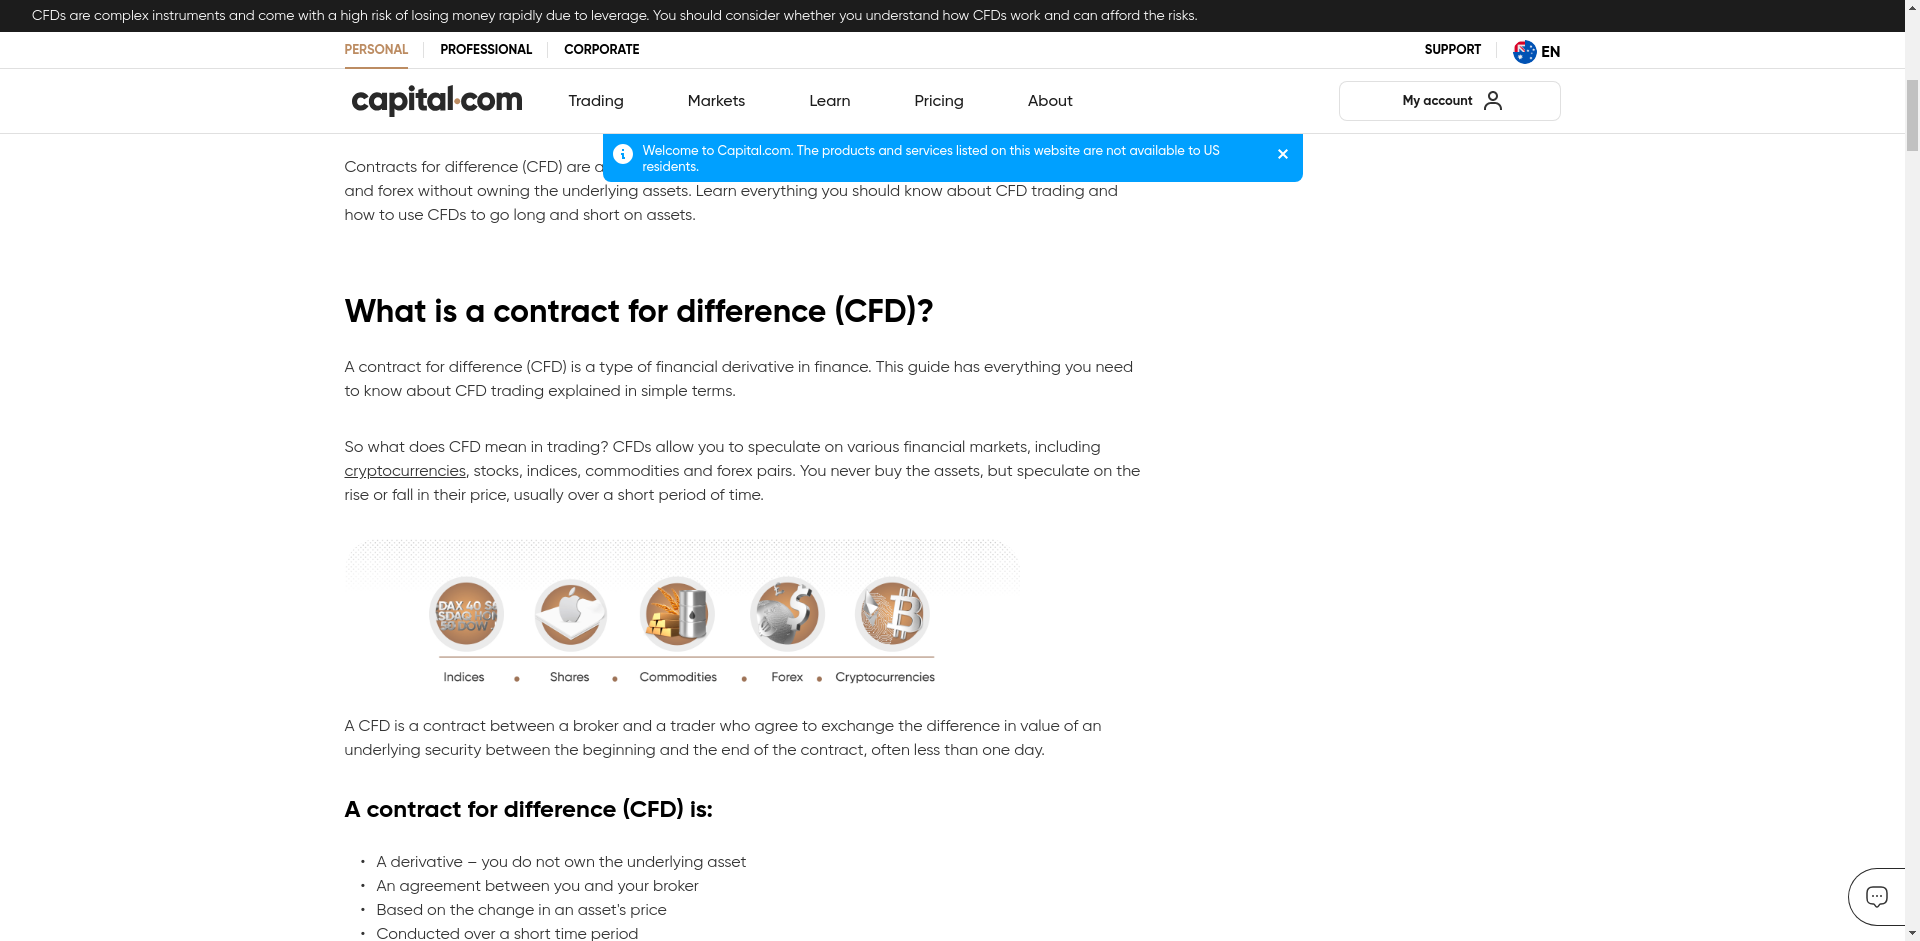 CFDs are complex instruments and come with a high risk of losing money rapidly due to leverage. You should consider whether you understand how CFDs work and can afford the risks.
PERSONAL
PROFESSIONAL
CORPORATE
SUPPORT
EN
capital.com
Trading
Markets
Learn
Pricing
About
My account
Welcome to Capital.com. The products and services listed on this website are not available to US
residents.
Contracts for difference (CFD) are a
and forex without owning the underlying assets. Learn everything you should know about CFD trading and
how to use CFDs to go long and short on assets.
What is a contract for difference (CFD)?
A contract for difference (CFD) is a type of financial derivative in finance. This guide has everything you need
to know about CFD trading explained in simple terms.
So what does CFD mean in trading? CFDs allow you to speculate on various financial markets, including
cryptocurrencies, stocks, indices, commodities and forex pairs. You never buy the assets, but speculate on the
rise or fall in their price, usually over a short period of time.
DAX 40
Indices
Shares
Commodities
Forex
Cryptocurrencies
A CFD is a contract between a broker and a trader who agree to exchange the difference in value of an
underlying security between the beginning and the end of the contract, often less than one day.
A contract for difference (CFD) is:
• A derivative – you do not own the underlying asset
• An agreement between you and your broker
• Based on the change in an asset's price
• Conducted over a short time period